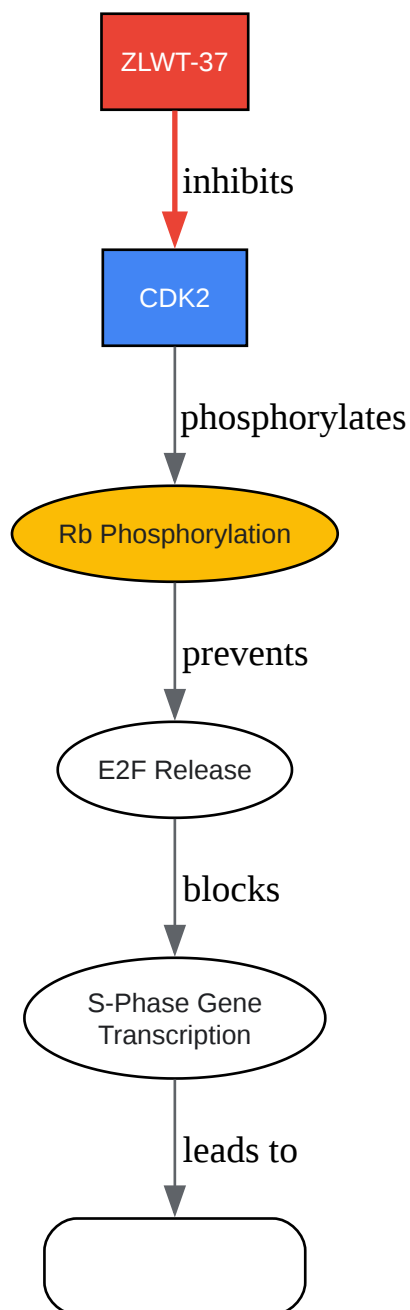 ZLWT-37
inhibits
CDK2
phosphorylates
Rb Phosphorylation
prevents
E2F Release
blocks
S-Phase Gene
Transcription
leads to